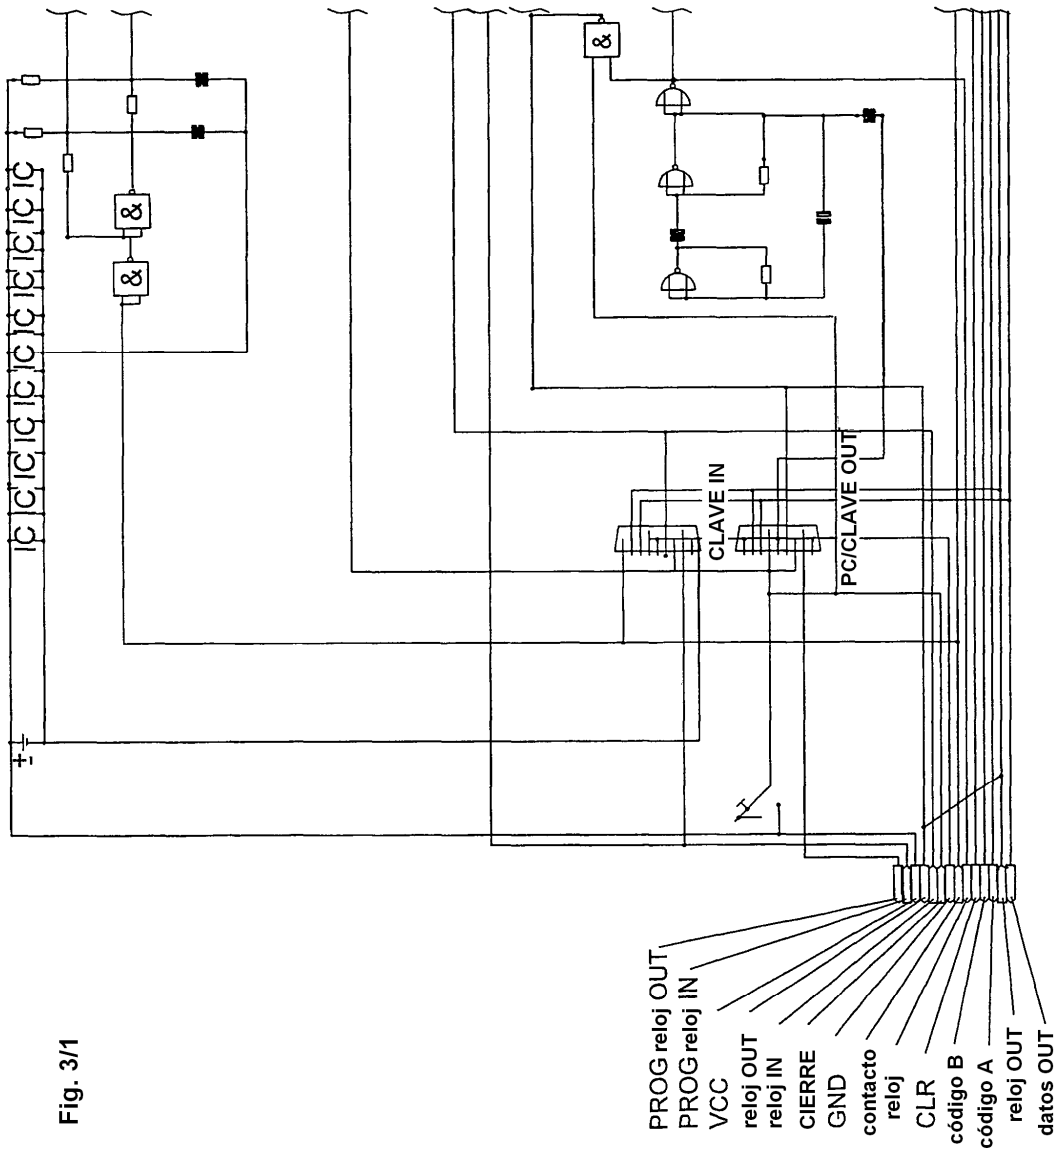 Fig. 3/1
+
-
IC IC IC IC IC IC IC IC IC IC IC
&
&
&
CLAVE IN
PC/CLAVE OUT
PROG reloj OUT
PROG reloj IN
VCC
reloj OUT
reloj IN
CIERRE
GND
contacto
reloj
CLR
código B
código A
reloj OUT
datos OUT